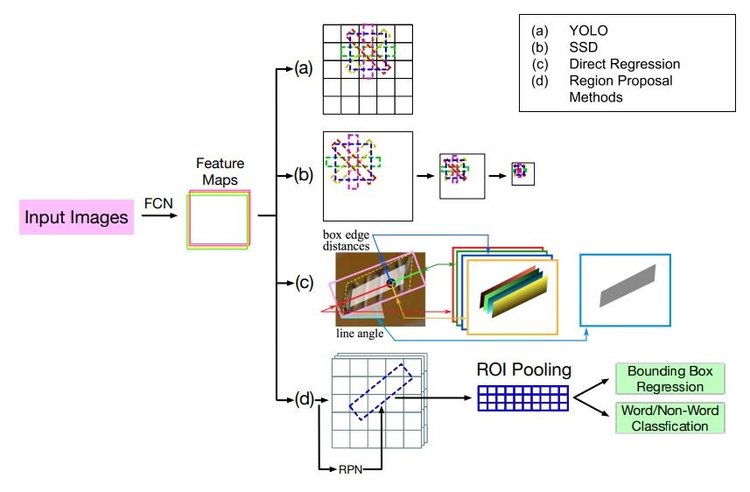 (a) YOLO
(b) SSD
(c) Direct Regression
(d) Region Proposal
Methods
(a)
Feature
Maps
(b)
FCN
Input Images
box edge
distances
(c)
line angle
ROI Pooling
Bounding Box
Regression
(d)
Word/Non-Word
Classfication
RPN